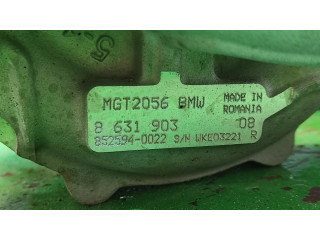 MGT2056 BMW MADE IN
ROMANIA
8 631 903 08
852594-0022 S/N WKE03221 R